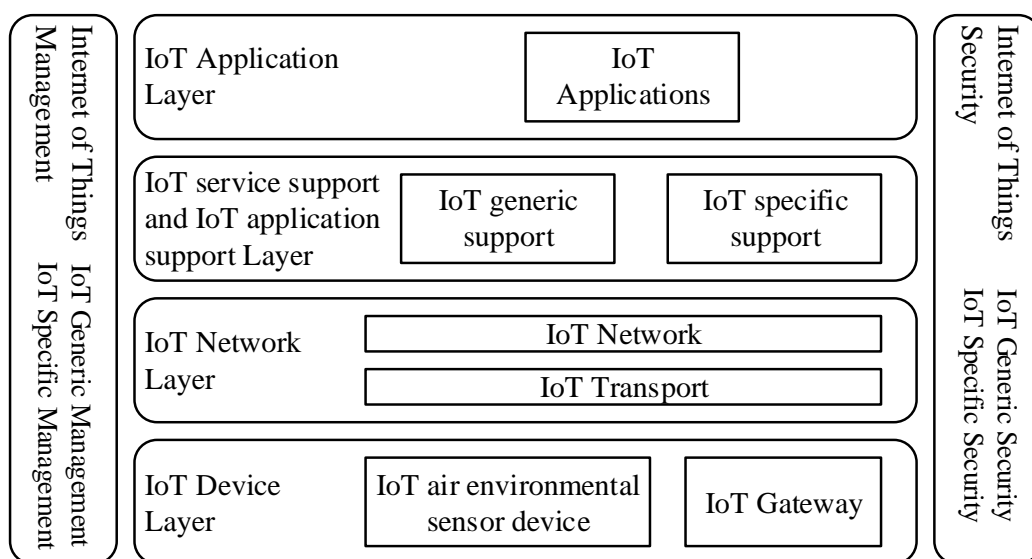 Internet of Things
Management
IoT Generic Management
IoT Specific Management
IoT Application
Layer
IoT
Applications
IoT service support
and IoT application
support Layer
IoT generic
support
IoT specific
support
IoT Network
Layer
IoT Network
IoT Transport
IoT Device
Layer
IoT air environmental
sensor device
IoT Gateway
Internet of Things
Security
IoT Generic Security
IoT Specific Security